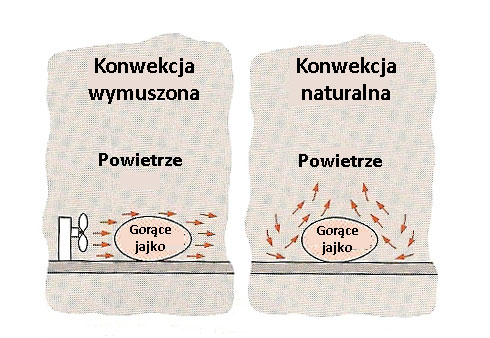 Konwekcja
wymuszona
Powietrze
Gorące
jajko
Konwekcja
naturalna
Powietrze
Gorące
jajko